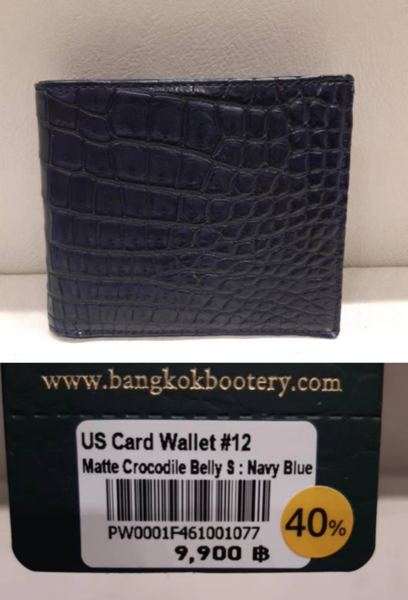 www.bangkokbootery.com
US Card Wallet #12
Matte Crocodile Belly S : Navy Blue
PW0001F461001077
9,900 ฿
40%